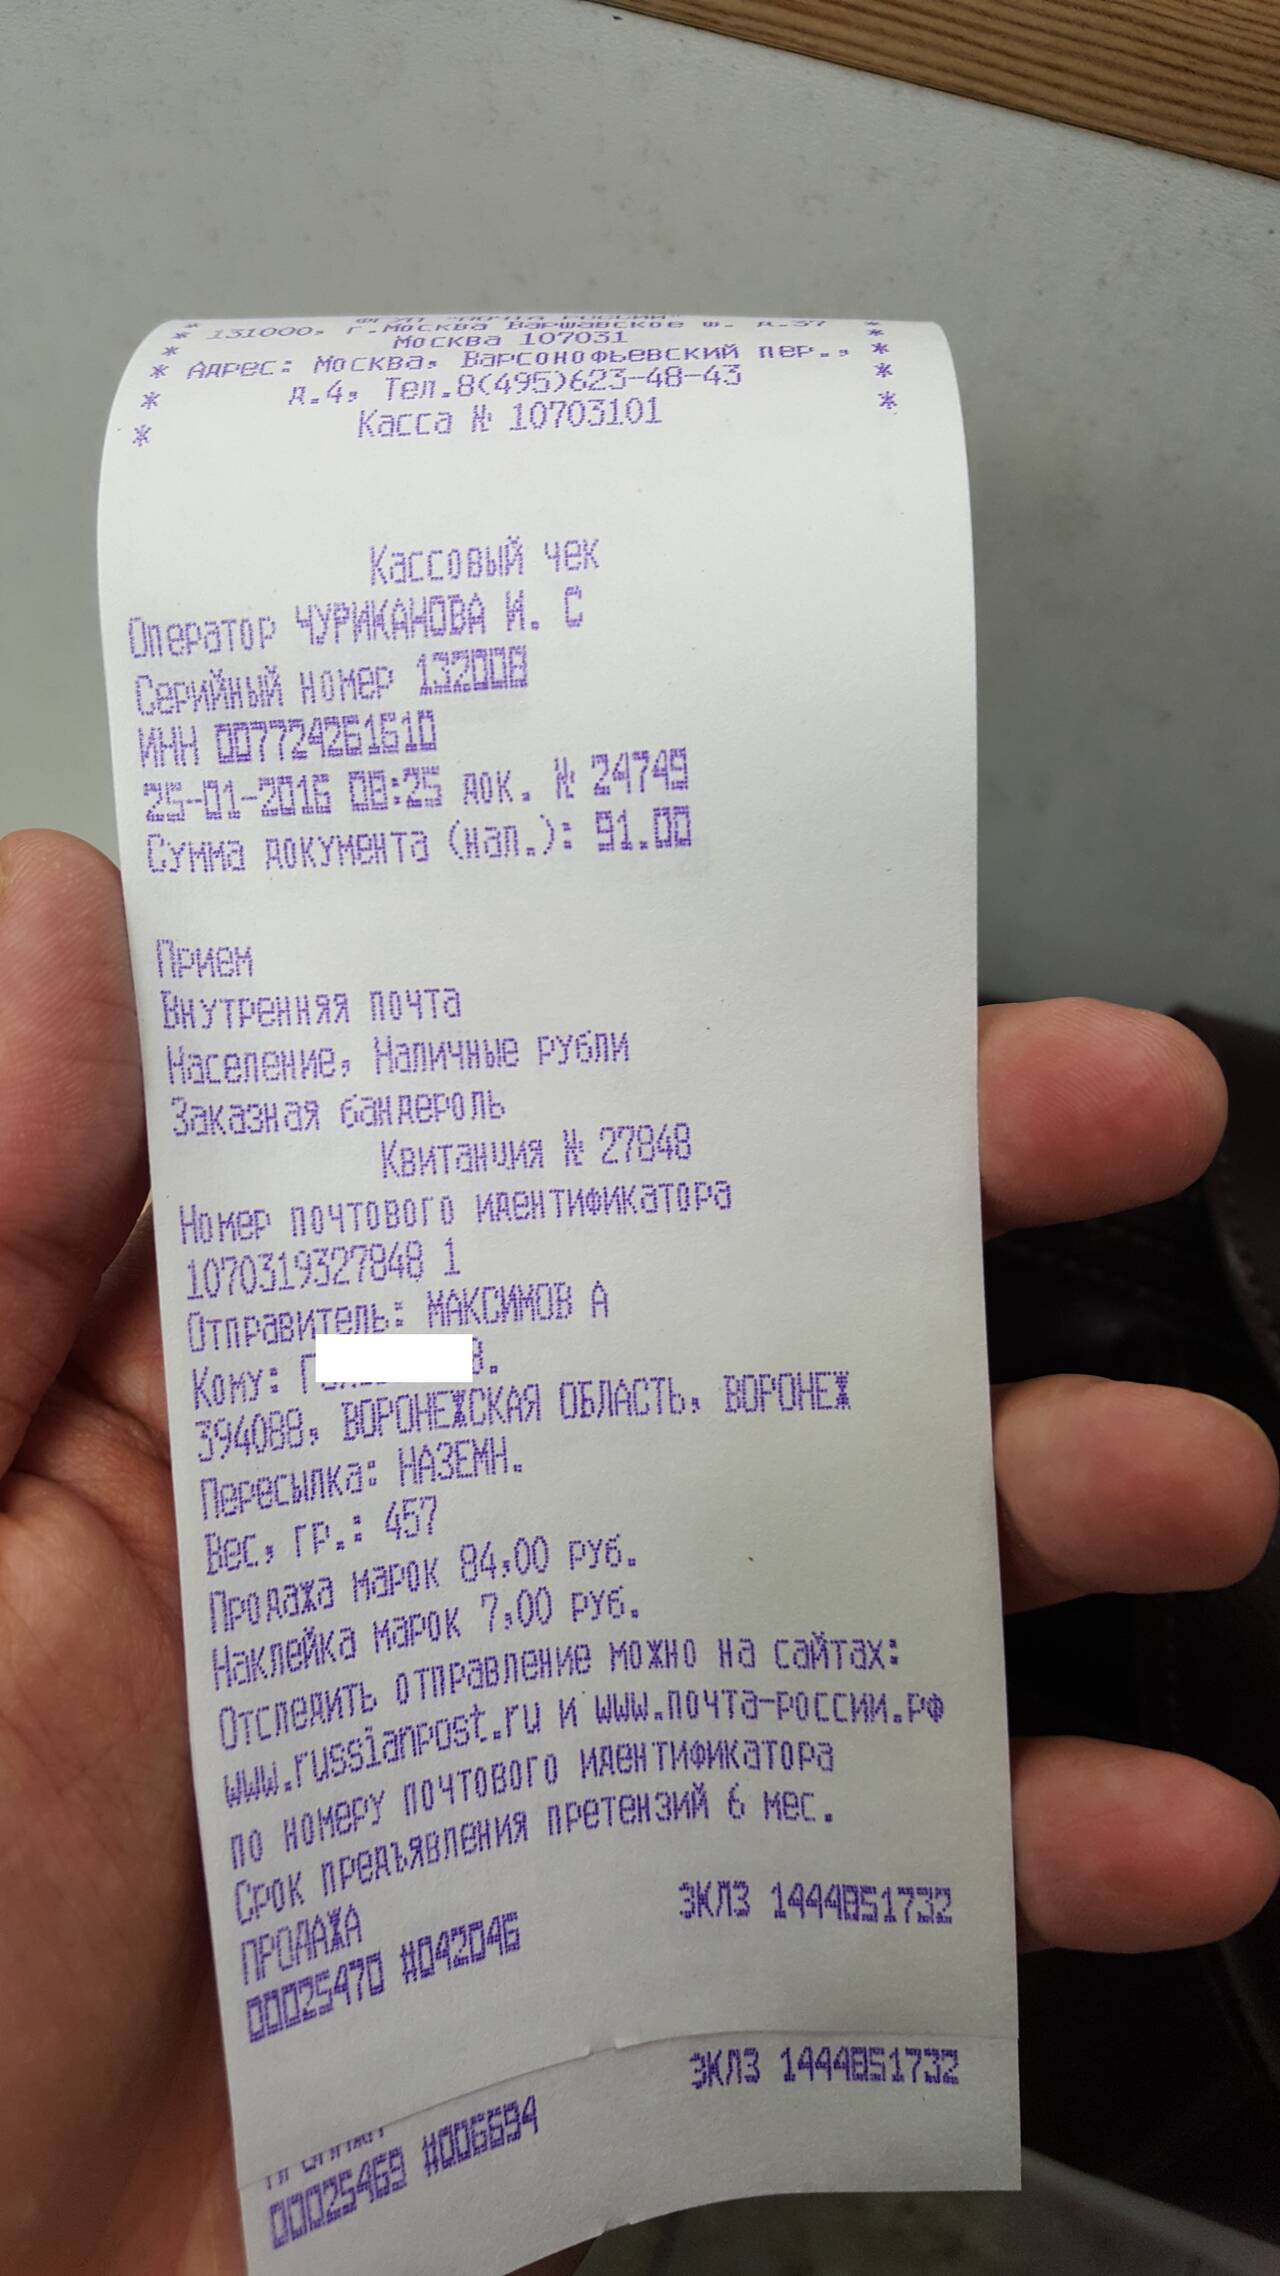 ФГУП "ПОЧТА РОССИИ"
* 131000, г.Москва Варшавское ш. д.37 *
* Москва 107031 *
* Адрес: Москва, Варсонофьевский пер., *
* д.4, Тел.8(495)623-48-43 *
* Касса № 10703101 *
Кассовый чек
Оператор ЧУРИКАНОВА И. С
Серийный номер 132008
ИНН 007724261610
25-01-2016 08:25 док. № 24749
Сумма документа (нал.): 91.00
Прием
Внутренняя почта
Население, Наличные рубли
Заказная бандероль
Квитанция № 27848
Номер почтового идентификатора
1070319327848 1
Отправитель: МАКСИМОВ А
Кому:
394088, ВОРОНЕЖСКАЯ ОБЛАСТЬ, ВОРОНЕЖ
Пересылка: НАЗЕМН.
Вес, гр.: 457
Продажа марок 84,00 руб.
Наклейка марок 7,00 руб.
Отследить отправление можно на сайтах:
www.russianpost.ru и www.почта-россии.рф
по номеру почтового идентификатора
Срок предъявления претензий 6 мес.
ПРОДАЖА ЭКЛЗ 1444851732
00025470 #042046
ЭКЛЗ 1444851732
00025469 #006694